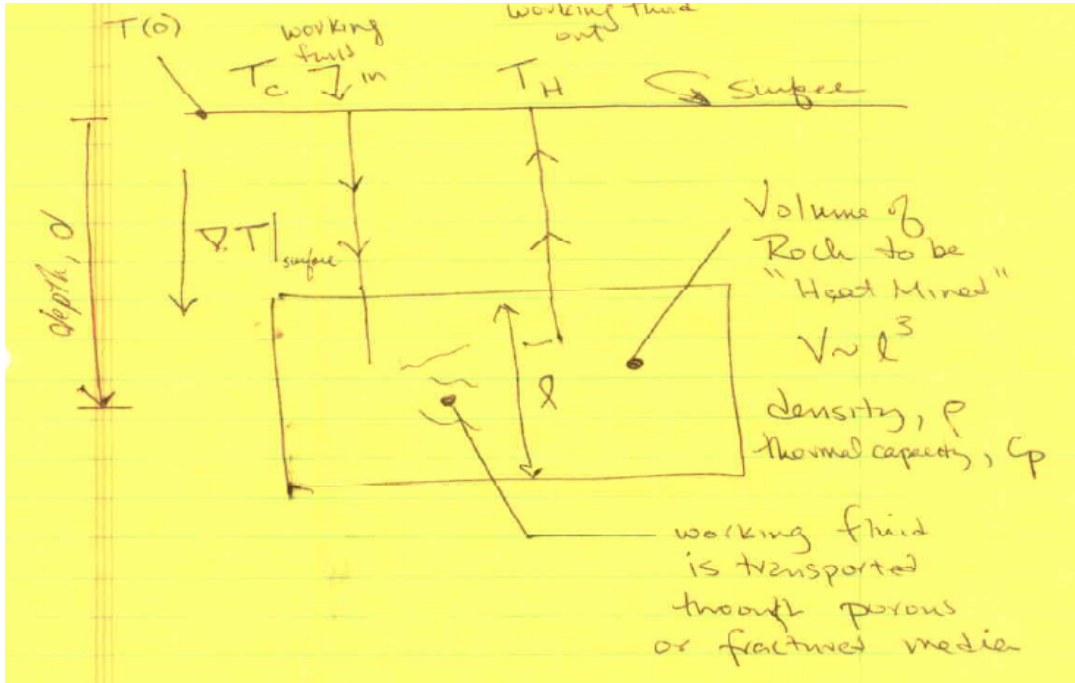 T(0)
working
fluid
in
T_C
working fluid
out
T_H
surface
depth, d
∇T|surface
Volume of
Rock to be
"Heat Mined"
V ~ l³
l
density, ρ
thermal capacity, Cp
working fluid
is transported
through porous
or fractured media